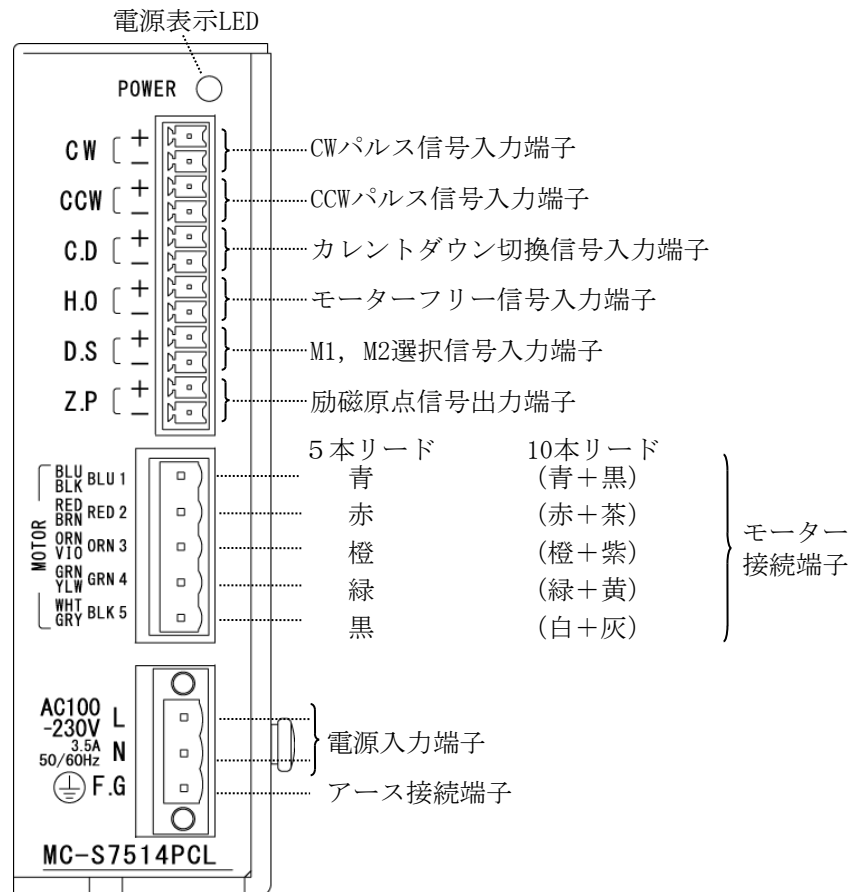 電源表示LED
POWER
CW + − CWパルス信号入力端子
CCW + − CCWパルス信号入力端子
C.D + − カレントダウン切換信号入力端子
H.O + − モーターフリー信号入力端子
D.S + − M1, M2選択信号入力端子
Z.P + − 励磁原点信号出力端子
5本リード 10本リード
MOTOR
BLU BLK BLU 1 青 (青+黒)
RED BRN RED 2 赤 (赤+茶)
ORN VIO ORN 3 橙 (橙+紫)
GRN YLW GRN 4 緑 (緑+黄)
WHT GRY BLK 5 黒 (白+灰)
モーター
接続端子
AC100
-230V
3.5A
50/60Hz
L
N
電源入力端子
F.G アース接続端子
MC-S7514PCL